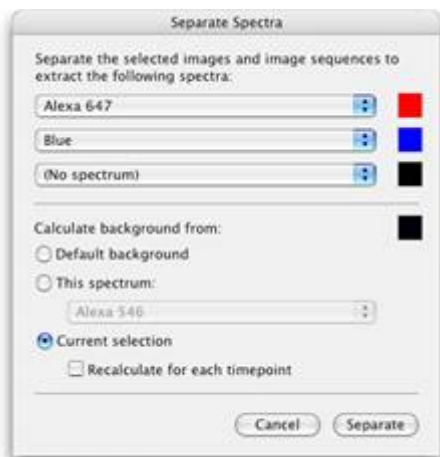 Separate Spectra
Separate the selected images and image sequences to
extract the following spectra:
Alexa 647
Blue
(No spectrum)
Calculate background from:
Default background
This spectrum:
Alexa 546
Current selection
Recalculate for each timepoint
Cancel
Separate